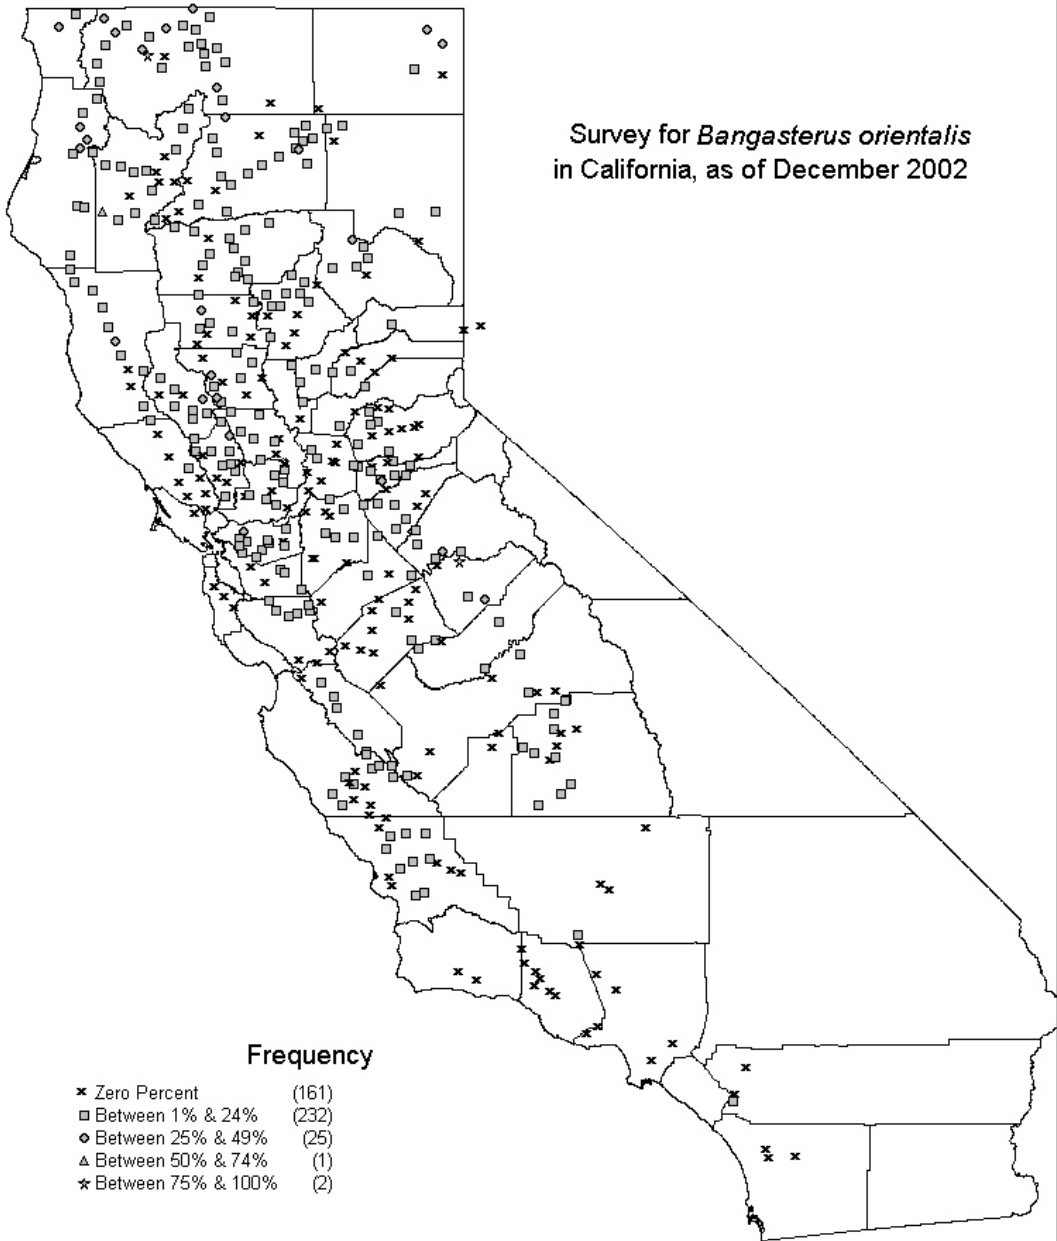 Survey for Bangasterus orientalis
in California, as of December 2002
Frequency
Zero Percent (161)
Between 1% & 24% (232)
Between 25% & 49% (25)
Between 50% & 74% (1)
Between 75% & 100% (2)